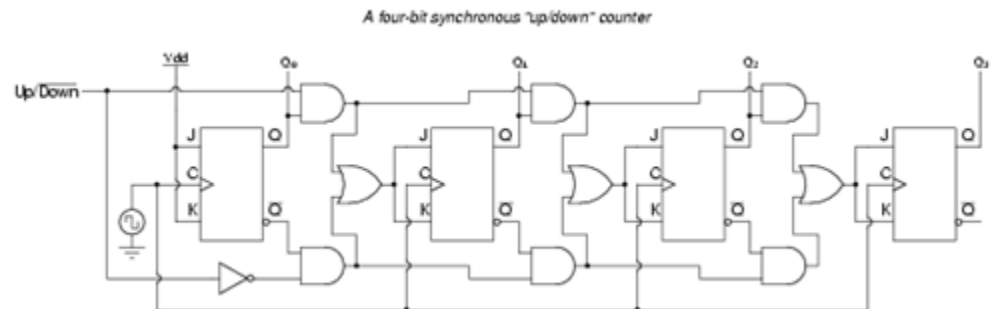 A four-bit synchronous "up/down" counter
Vdd Q₀ Q₁ Q₂ Q₃
Up/Down
J Q J Q J Q J Q
C C C C
K Q K Q K Q K Q